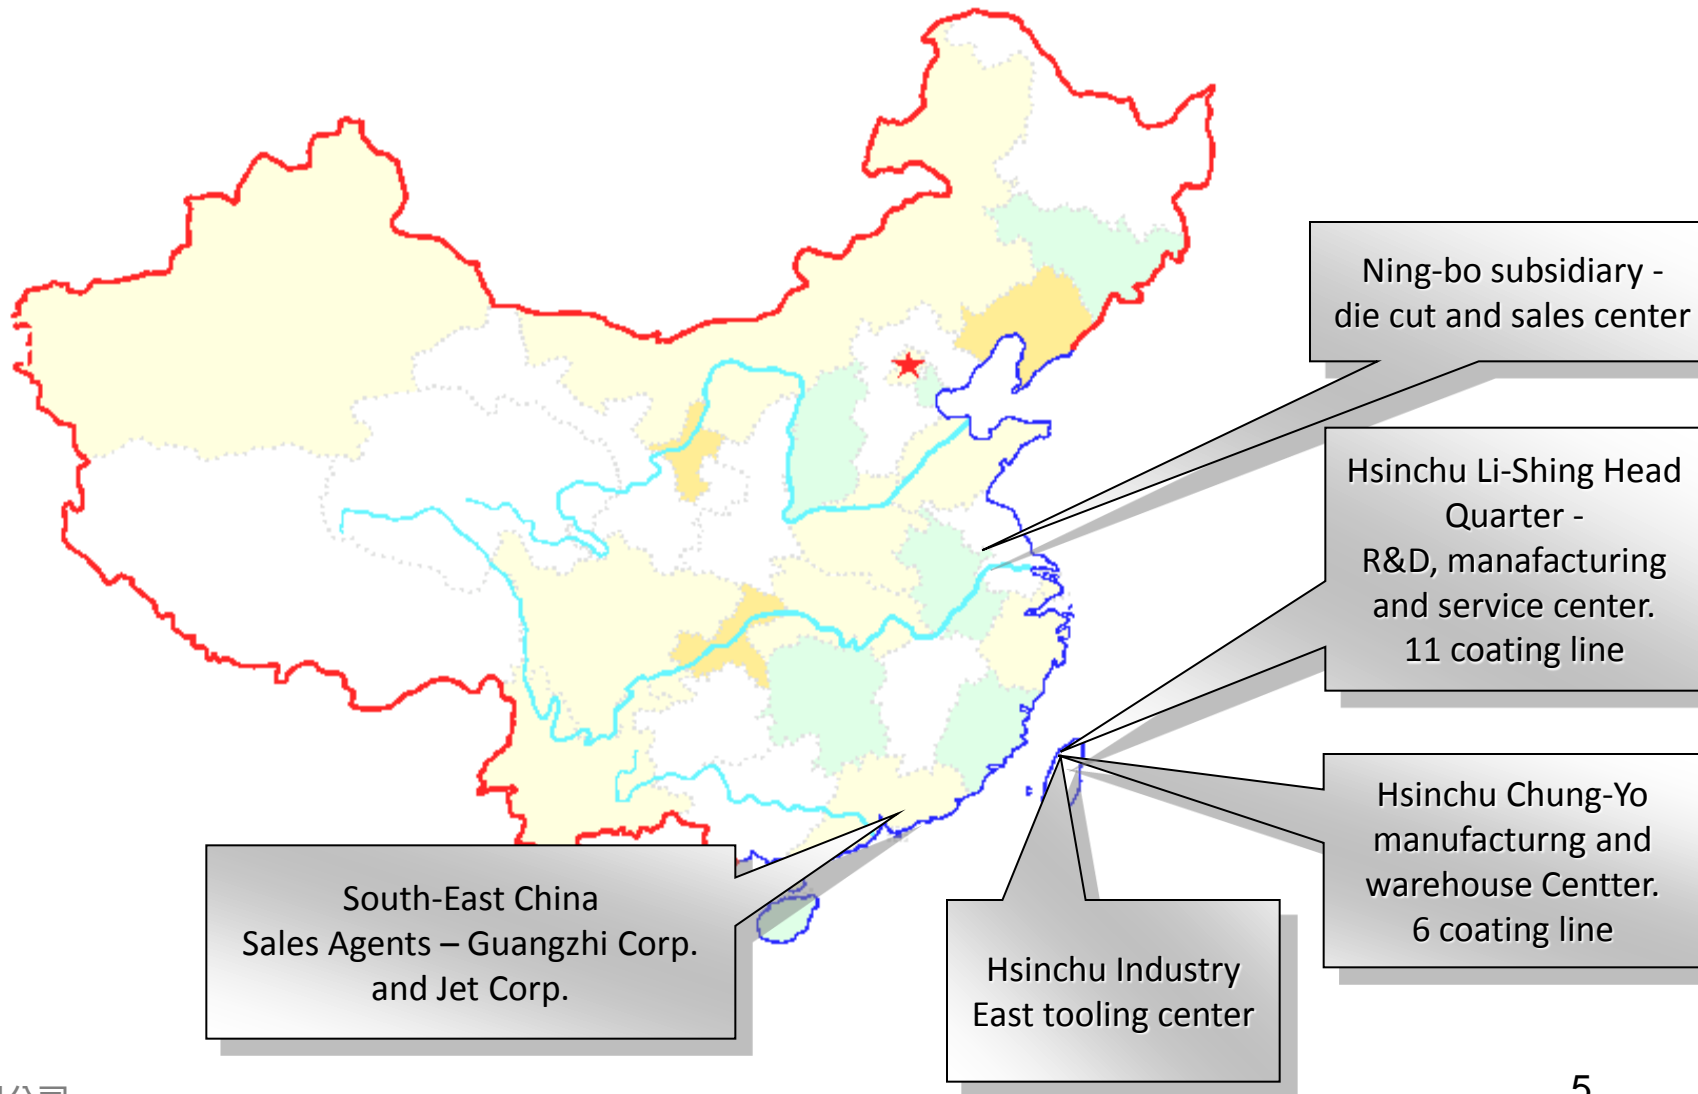 Ning-bo subsidiary -
die cut and sales center
Hsinchu Li-Shing Head
Quarter -
R&D, manafacturing
and service center.
11 coating line
Hsinchu Chung-Yo
manufacturng and
warehouse Centter.
6 coating line
South-East China
Sales Agents – Guangzhi Corp.
and Jet Corp.
Hsinchu Industry
East tooling center
公司
5